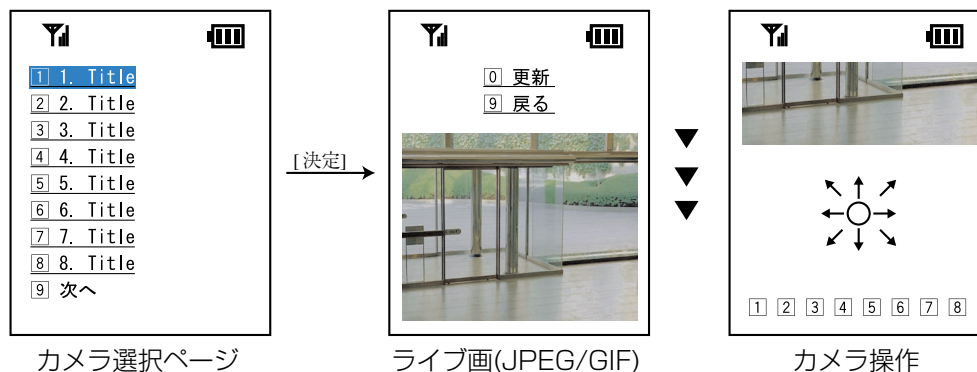 1 1. Title
2 2. Title
3 3. Title
4 4. Title
5 5. Title
6 6. Title
7 7. Title
8 8. Title
9 次へ
カメラ選択ページ
[決定]
0 更新
9 戻る
ライブ画(JPEG/GIF)
1 2 3 4 5 6 7 8
カメラ操作